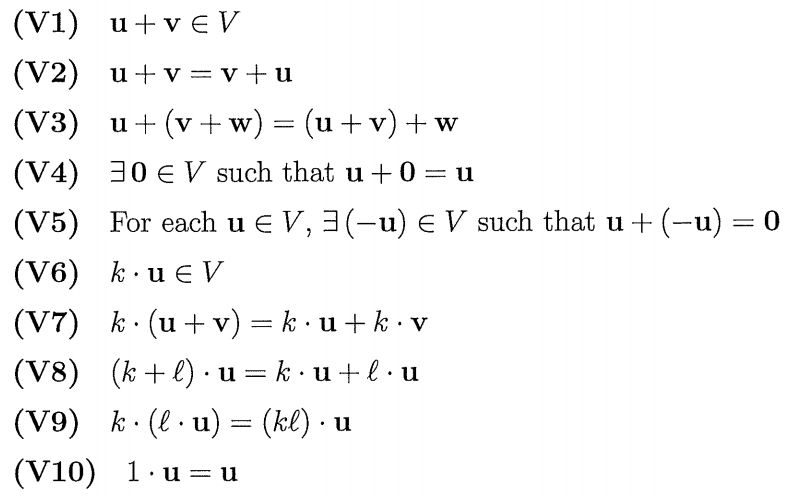 (V1) u + v ∈ V
(V2) u + v = v + u
(V3) u + (v + w) = (u + v) + w
(V4) ∃ 0 ∈ V such that u + 0 = u
(V5) For each u ∈ V, ∃ (−u) ∈ V such that u + (−u) = 0
(V6) k · u ∈ V
(V7) k · (u + v) = k · u + k · v
(V8) (k + ℓ) · u = k · u + ℓ · u
(V9) k · (ℓ · u) = (kℓ) · u
(V10) 1 · u = u